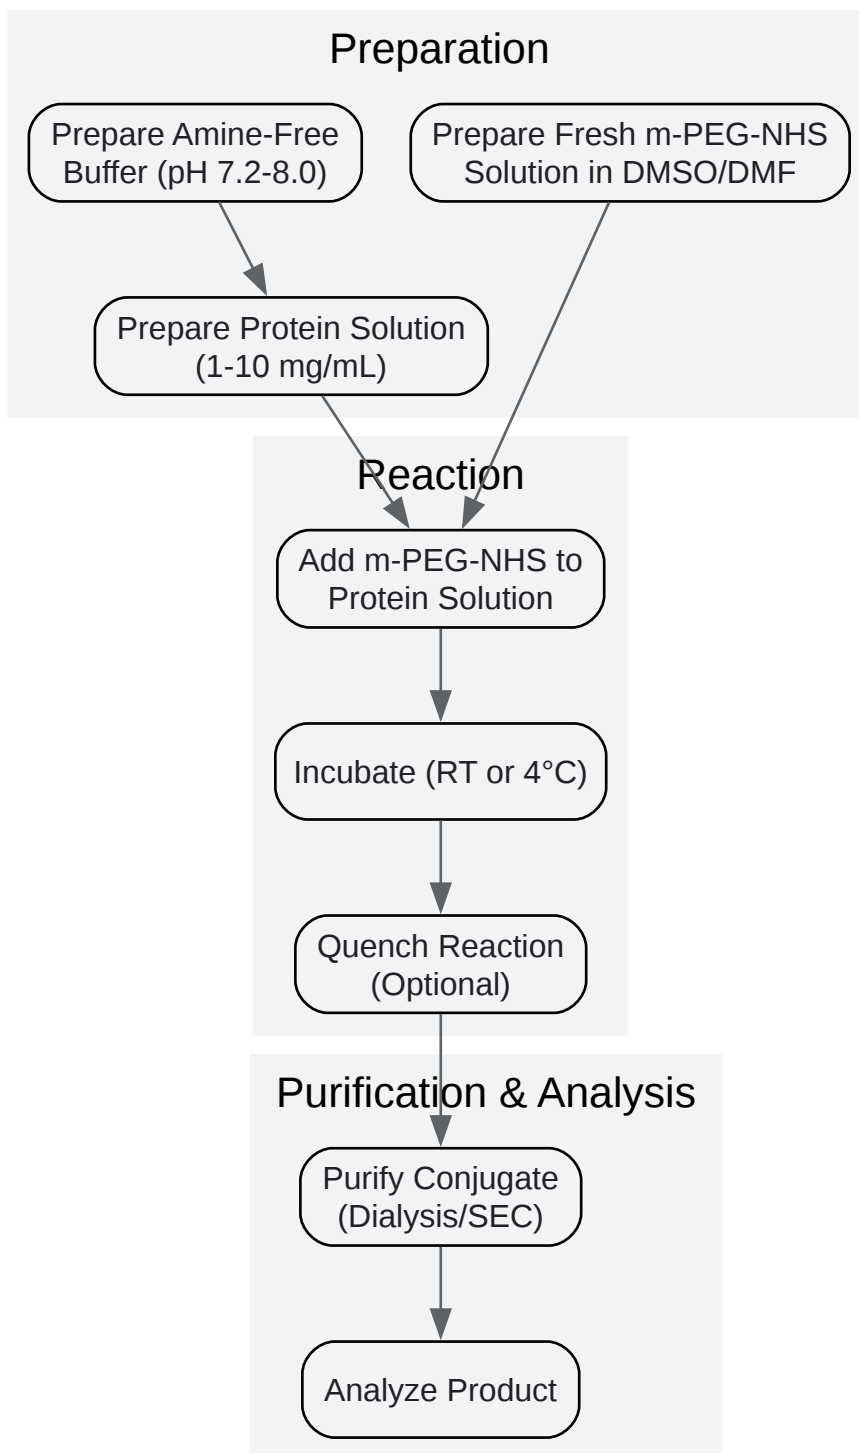 Preparation
Prepare Amine-Free
Buffer (pH 7.2-8.0)
Prepare Fresh m-PEG-NHS
Solution in DMSO/DMF
Prepare Protein Solution
(1-10 mg/mL)
Reaction
Add m-PEG-NHS to
Protein Solution
Incubate (RT or 4°C)
Quench Reaction
(Optional)
Purification & Analysis
Purify Conjugate
(Dialysis/SEC)
Analyze Product